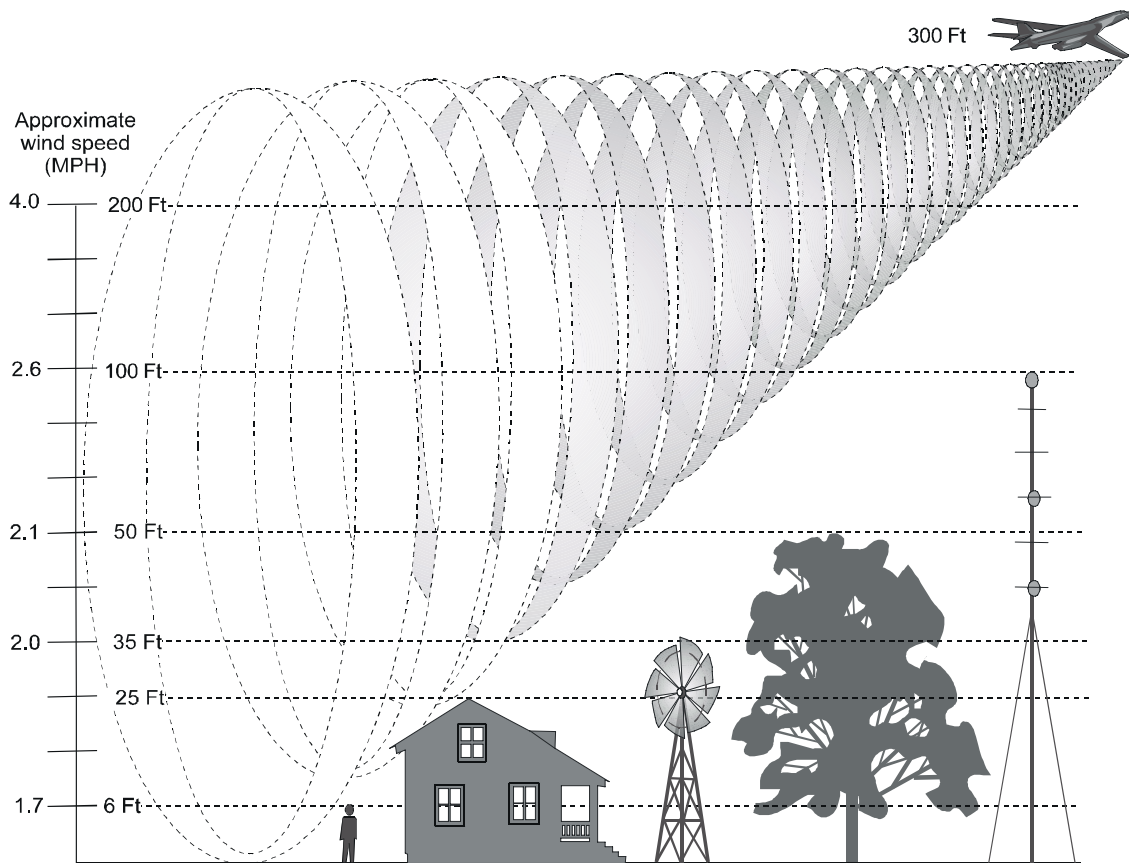 300 Ft
Approximate
wind speed
(MPH)
4.0 200 Ft
2.6 100 Ft
2.1 50 Ft
2.0 35 Ft
25 Ft
1.7 6 Ft